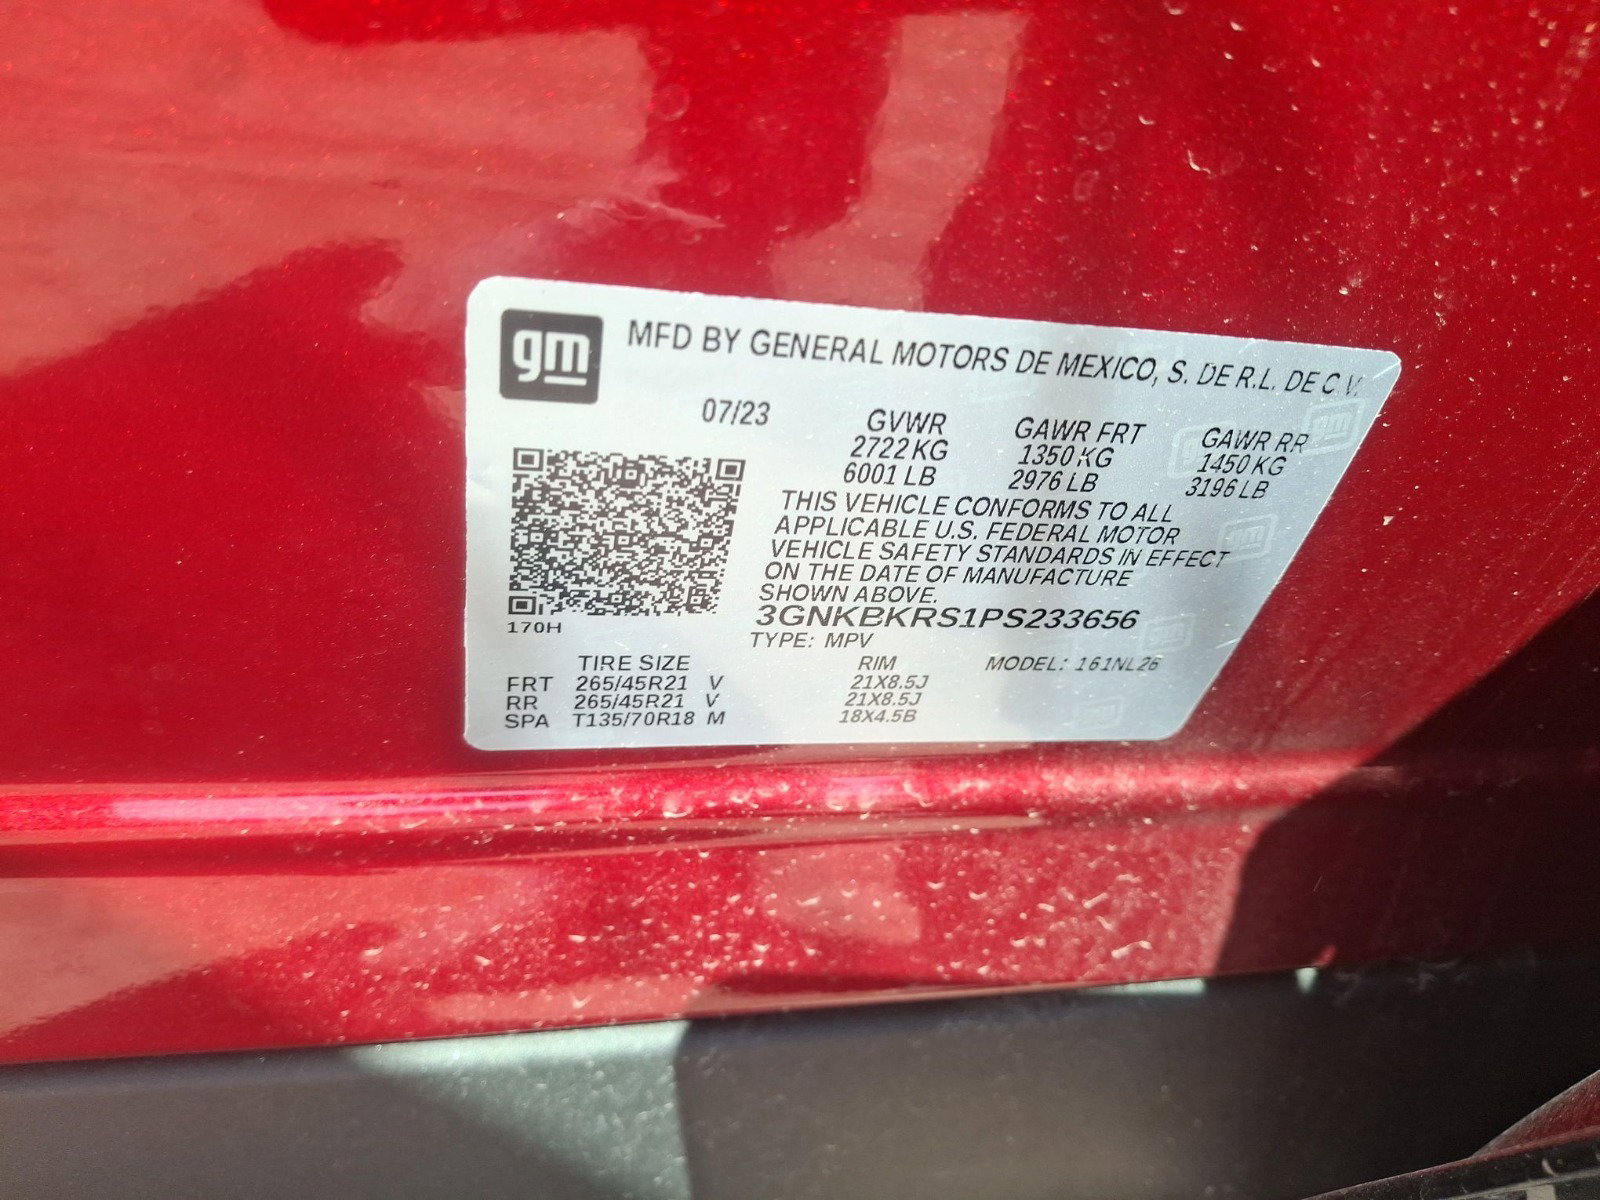 gm
MFD BY GENERAL MOTORS DE MEXICO, S. DE R.L. DE C.V.
07/23
GVWR GAWR FRT GAWR RR
2722 KG 1350 KG 1450 KG
6001 LB 2976 LB 3196 LB
THIS VEHICLE CONFORMS TO ALL
APPLICABLE U.S. FEDERAL MOTOR
VEHICLE SAFETY STANDARDS IN EFFECT
ON THE DATE OF MANUFACTURE
SHOWN ABOVE.
3GNKBKRS1PS233656
170H
TYPE: MPV
TIRE SIZE RIM MODEL: 161NL26
FRT 265/45R21 V 21X8.5J
RR 265/45R21 V 21X8.5J
SPA T135/70R18 M 18X4.5B